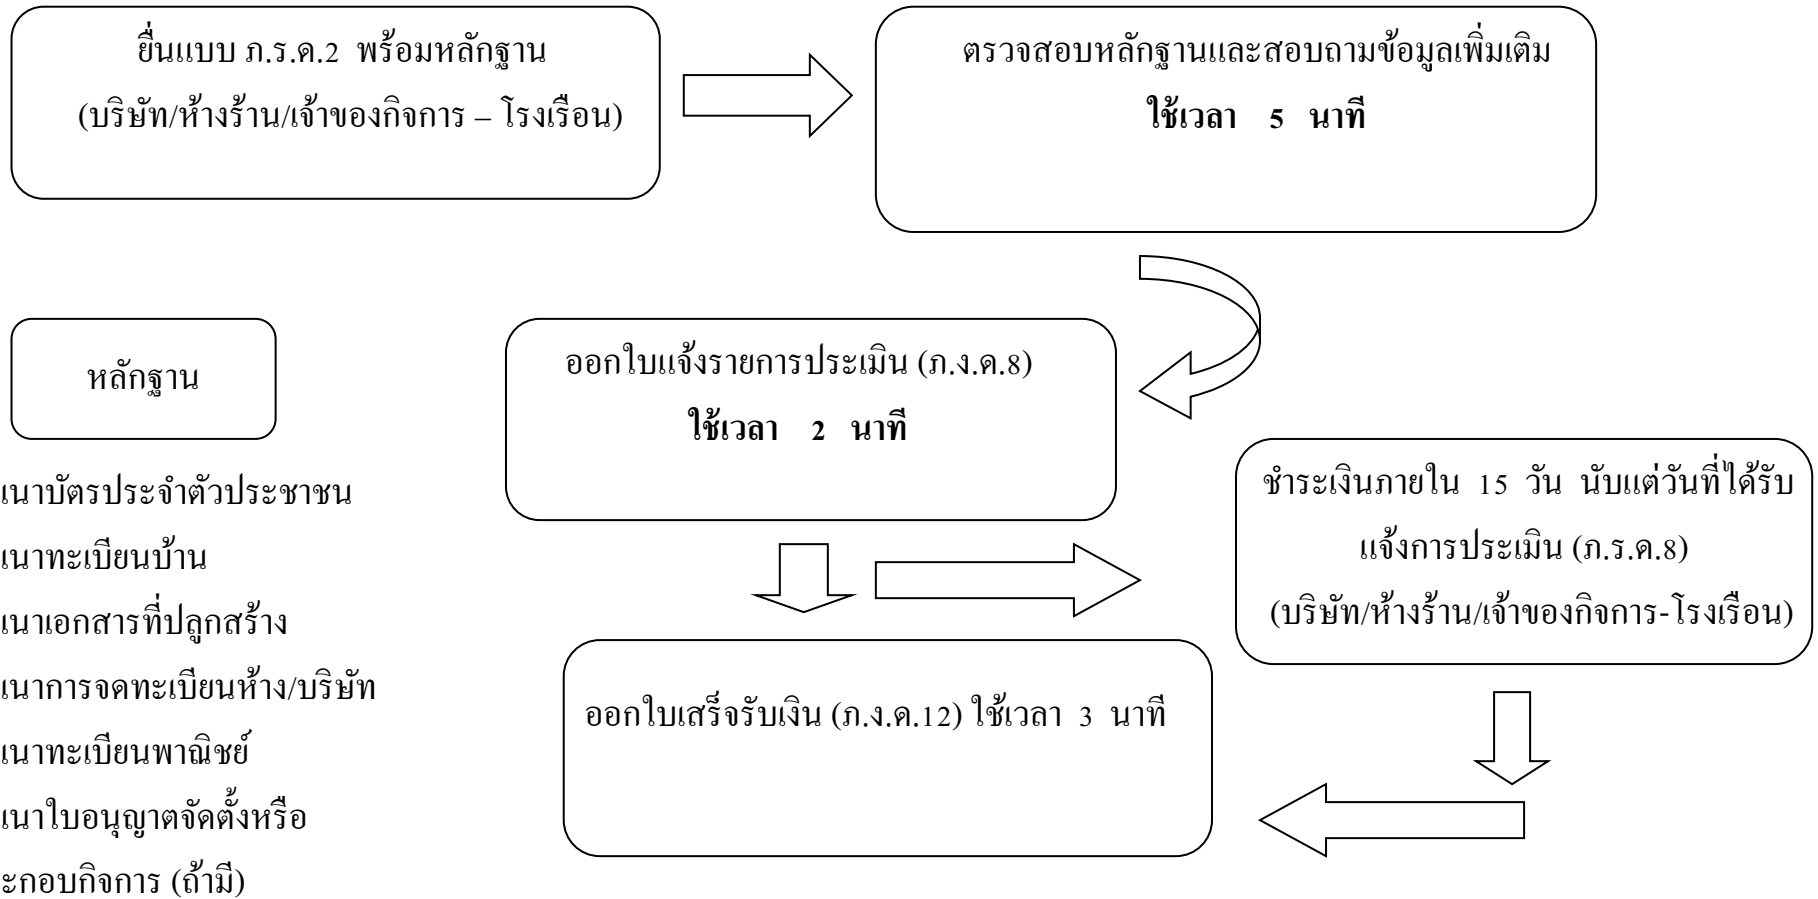 ยื่นแบบ ภ.ร.ด.2 พร้อมหลักฐาน
(บริษัท/ห้างร้าน/เจ้าของกิจการ – โรงเรือน)
ตรวจสอบหลักฐานและสอบถามข้อมูลเพิ่มเติม
ใช้เวลา 5 นาที
หลักฐาน
เนาบัตรประจำตัวประชาชน
เนาทะเบียนบ้าน
เนาเอกสารที่ปลูกสร้าง
เนาการจดทะเบียนห้าง/บริษัท
เนาทะเบียนพาณิชย์
เนาใบอนุญาตจัดตั้งหรือ
ะกอบกิจการ (ถ้ามี)
ออกใบแจ้งรายการประเมิน (ภ.ง.ด.8)
ใช้เวลา 2 นาที
ชำระเงินภายใน 15 วัน นับแต่วันที่ได้รับ
แจ้งการประเมิน (ภ.ร.ด.8)
(บริษัท/ห้างร้าน/เจ้าของกิจการ-โรงเรือน)
ออกใบเสร็จรับเงิน (ภ.ง.ด.12) ใช้เวลา 3 นาที